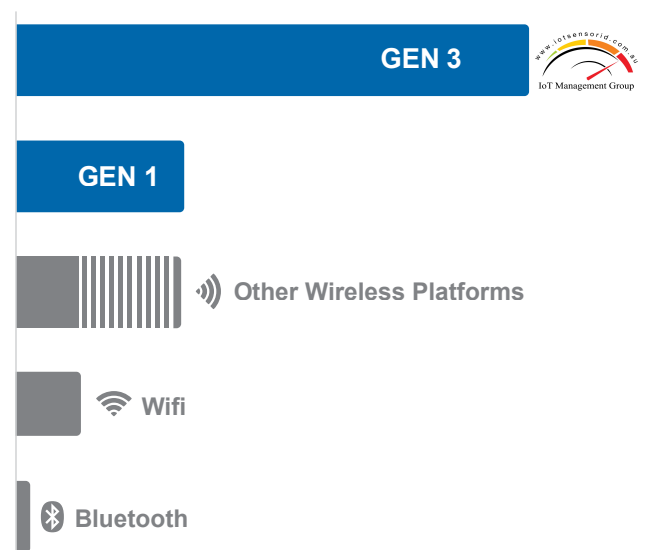 GEN 3
www.iotsensorid.com.au
IoT Management Group
GEN 1
Other Wireless Platforms
Wifi
Bluetooth